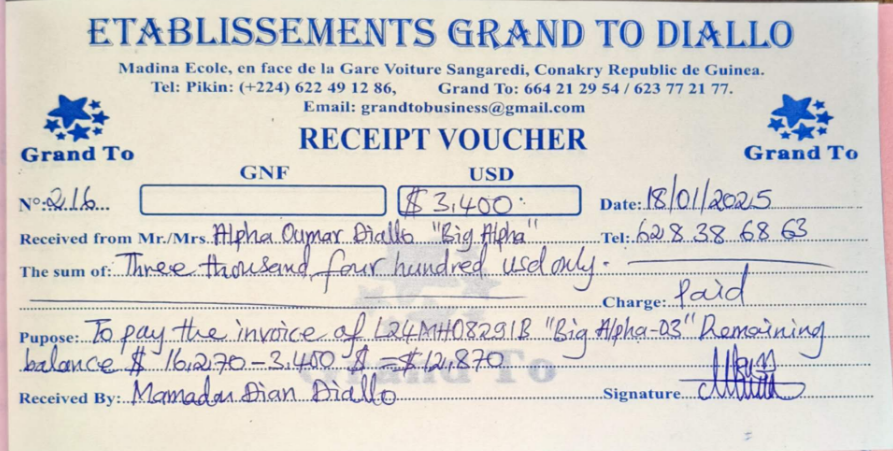 ETABLISSEMENTS GRAND TO DIALLO
Madina Ecole, en face de la Gare Voiture Sangaredi, Conakry Republic de Guinea.
Tel: Pikin: (+224) 622 49 12 86, Grand To: 664 21 29 54 / 623 77 21 77.
Email: grandtobusiness@gmail.com
Grand To
RECEIPT VOUCHER
Grand To
GNF USD
N°: 216 $ 3,400 Date: 18/01/2025
Received from Mr./Mrs. Alpha Oumar Diallo "Big Alpha" Tel: 628 38 68 63
The sum of: Three thousand four hundred usd only.
Charge: Paid
Pupose: To pay the invoice of L24MH08291B "Big Alpha-03" Remaining
balance $ 16,270 - 3,400 $ = $ 12,870
Received By: Mamadou Dian Diallo Signature